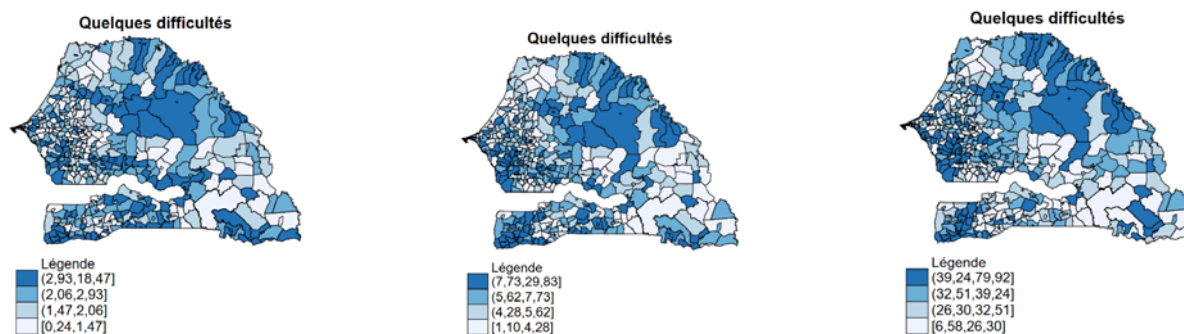 Quelques difficultés
Légende
(2,93,18,47]
(2,06,2,93]
(1,47,2,06]
[0,24,1,47]
Quelques difficultés
Légende
(7,73,29,83]
(5,62,7,73]
(4,28,5,62]
[1,10,4,28]
Quelques difficultés
Légende
(39,24,79,92]
(32,51,39,24]
(26,30,32,51]
[6,58,26,30]